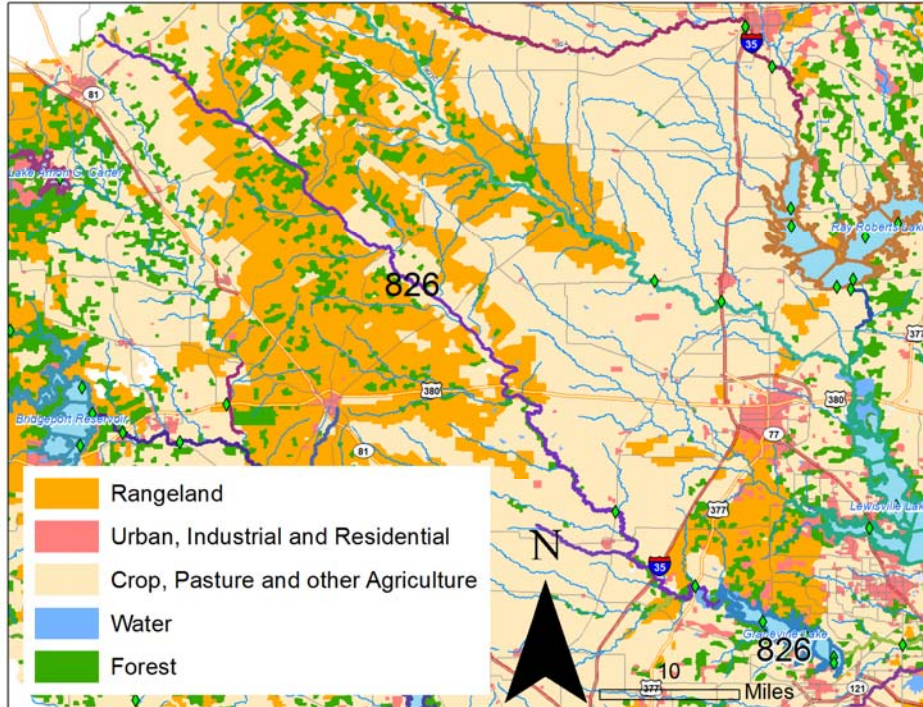 35
81
Lake Amon G. Carter
Ray Roberts Lake
826
377
380
380
Bridgeport Reservoir
77
81
Rangeland
Urban, Industrial and Residential
Crop, Pasture and other Agriculture
Water
Forest
377
Lewisville Lake
N
35
Grapevine Lake
826
10
Miles
377
121